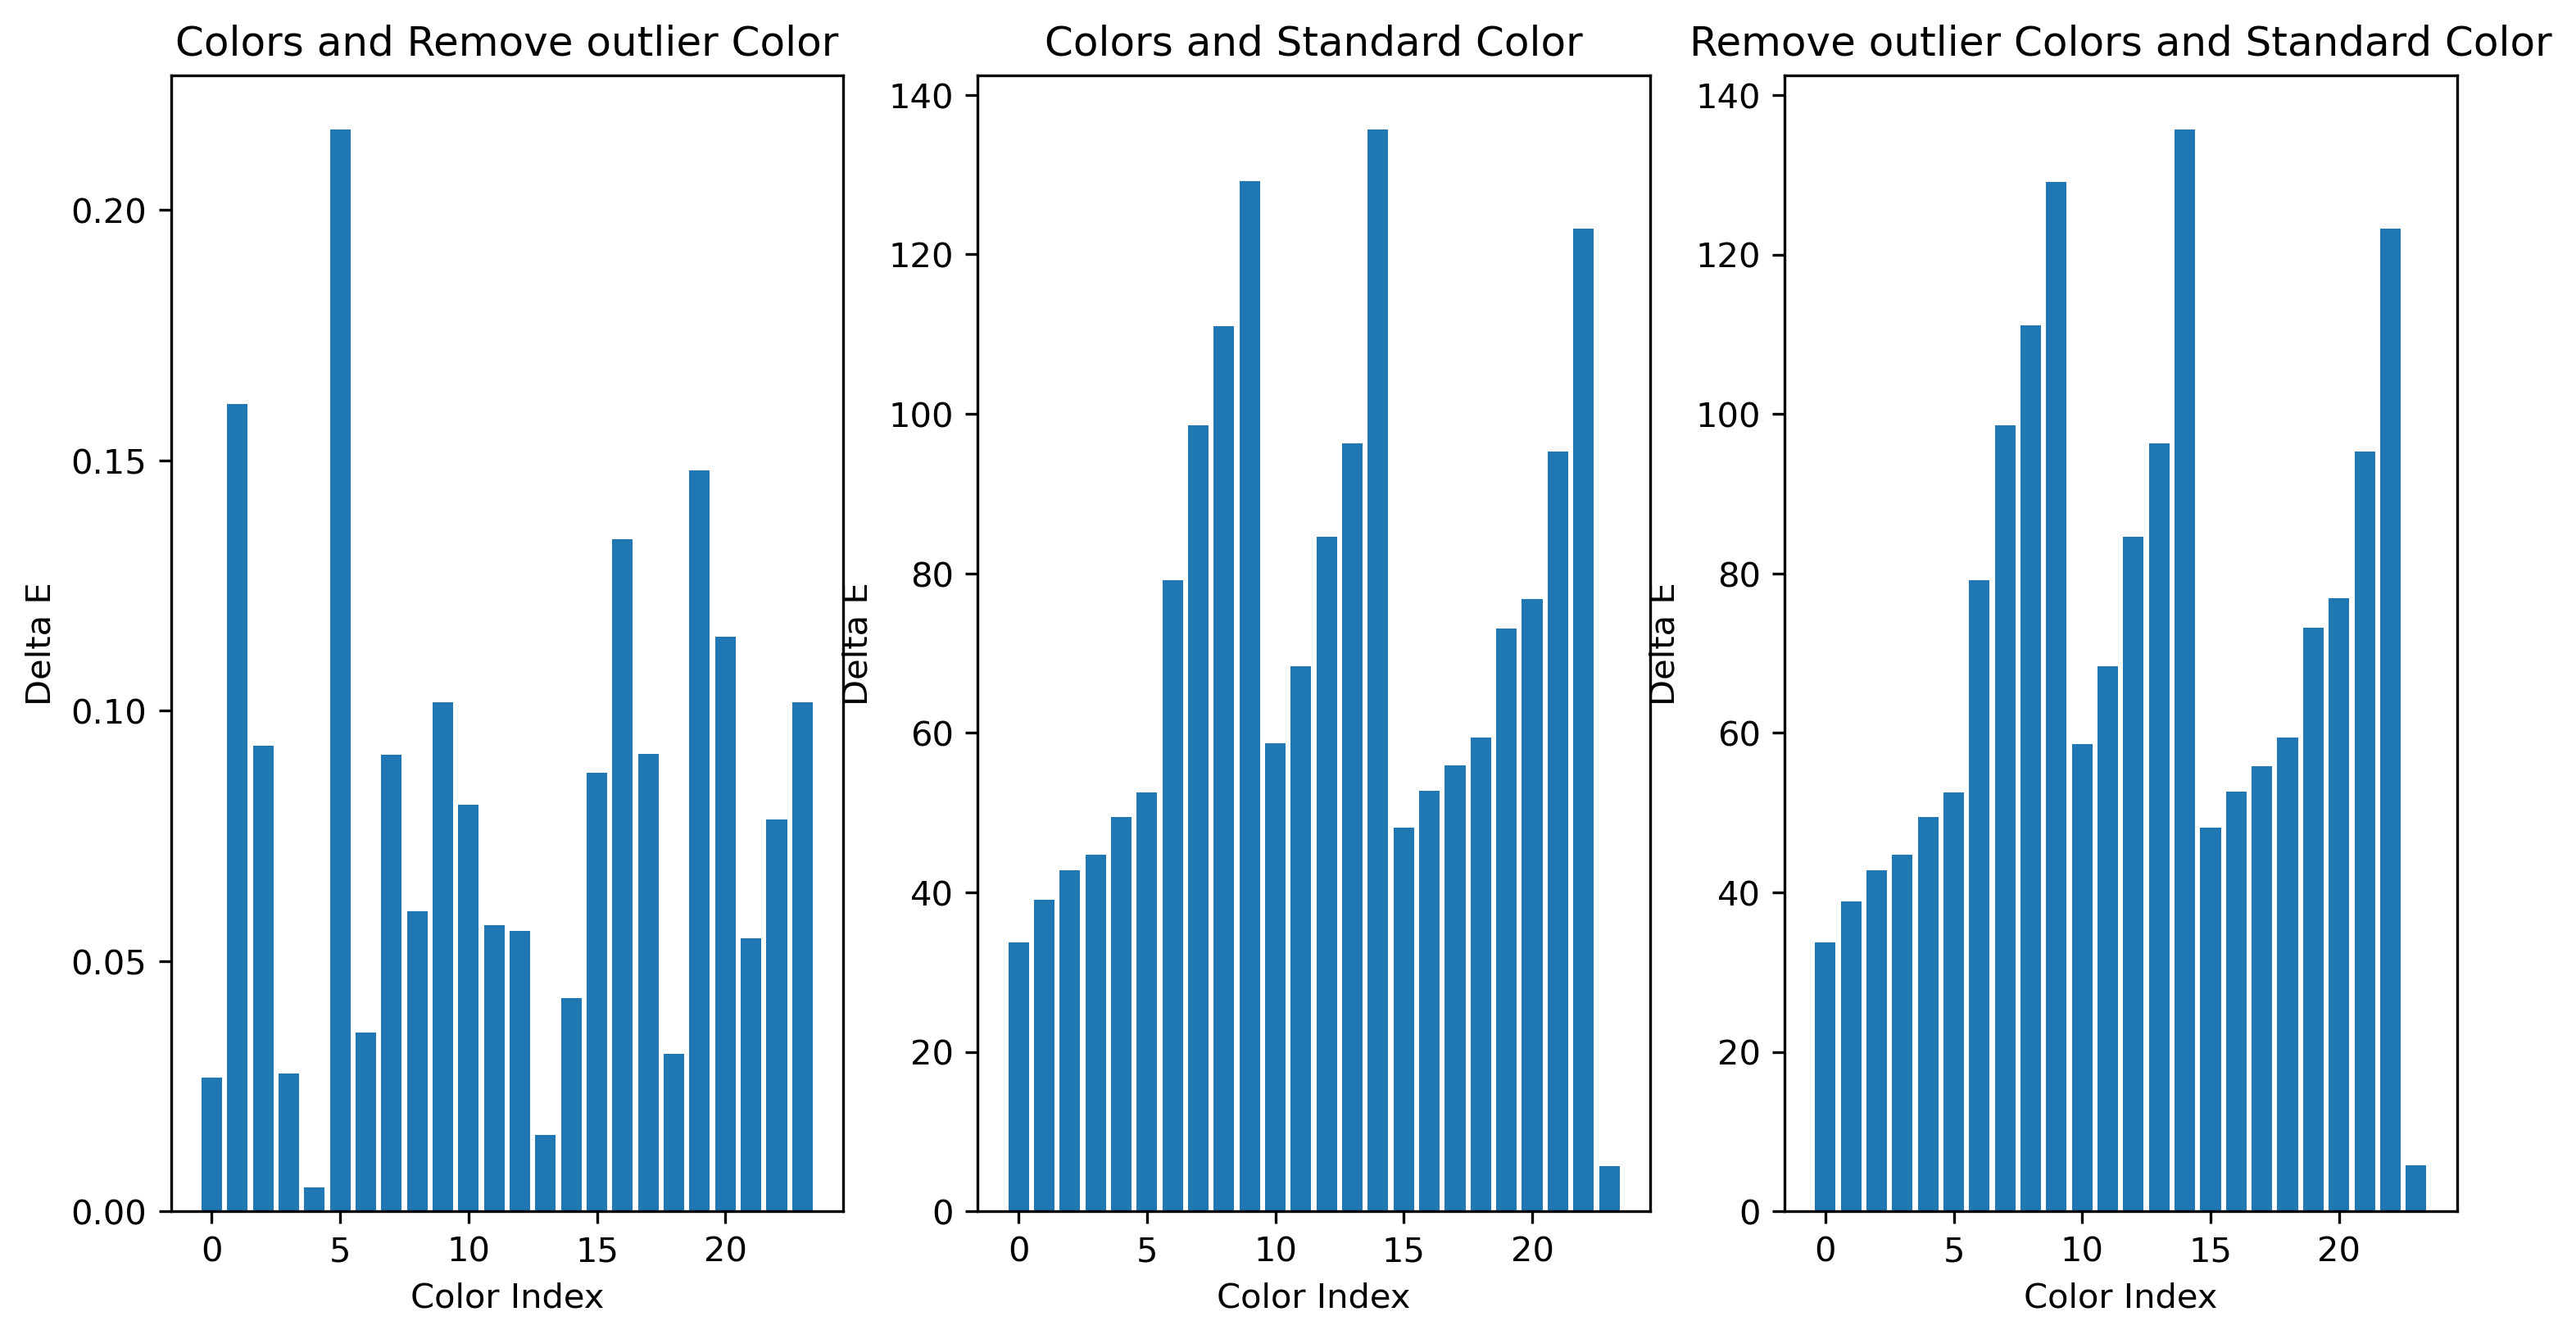 Colors and Remove outlier Color
Delta E
0.20
0.15
0.10
0.05
0.00
0 5 10 15 20
Color Index
Colors and Standard Color
Delta E
140
120
100
80
60
40
20
0
0 5 10 15 20
Color Index
Remove outlier Colors and Standard Color
Delta E
140
120
100
80
60
40
20
0
0 5 10 15 20
Color Index